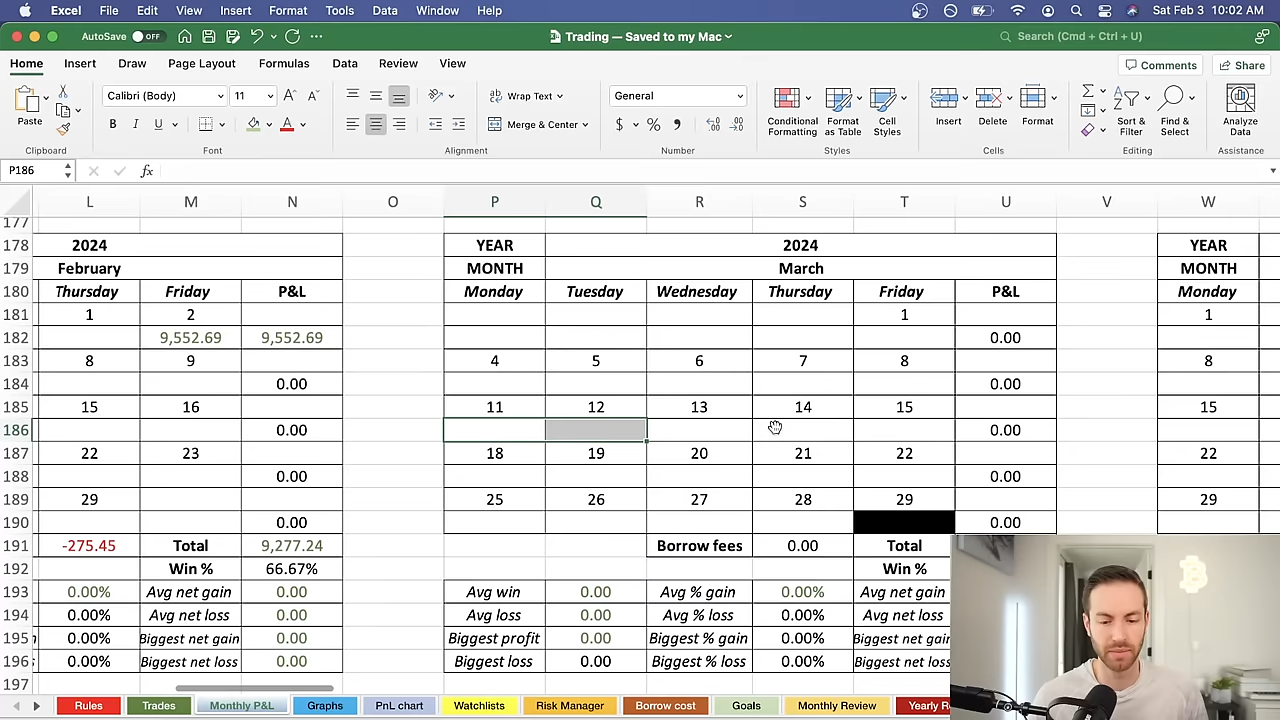 Excel File Edit View Insert Format Tools Data Window Help Sat Feb 3 10:02 AM
AutoSave OFF Trading — Saved to my Mac Search (Cmd + Ctrl + U)
Home Insert Draw Page Layout Formulas Data Review View Comments Share
Calibri (Body) 11 Wrap Text General
Paste B I U Merge & Center $ % Conditional Formatting Format as Table Cell Styles Insert Delete Format Sort & Filter Find & Select Analyze Data
Clipboard Font Alignment Number Styles Cells Editing Assistance
P186 fx
L M N O P Q R S T U V W
177
178 2024 YEAR 2024 YEAR
179 February MONTH March MONTH
180 Thursday Friday P&L Monday Tuesday Wednesday Thursday Friday P&L Monday
181 1 2 1 1
182 9,552.69 9,552.69 0.00
183 8 9 4 5 6 7 8 8
184 0.00 0.00
185 15 16 11 12 13 14 15 15
186 0.00 0.00
187 22 23 18 19 20 21 22 22
188 0.00 0.00
189 29 25 26 27 28 29 29
190 0.00 0.00
191 -275.45 Total 9,277.24 Borrow fees 0.00 Total
192 Win % 66.67% Win %
193 0.00% Avg net gain 0.00 Avg win 0.00 Avg % gain 0.00% Avg net gain
194 0.00% Avg net loss 0.00 Avg loss 0.00 Avg % loss 0.00% Avg net loss
195 0.00% Biggest net gain 0.00 Biggest profit 0.00 Biggest % gain 0.00% Biggest net gain
196 0.00% Biggest net loss 0.00 Biggest loss 0.00 Biggest % loss 0.00% Biggest net loss
197
Rules Trades Monthly P&L Graphs PnL chart Watchlists Risk Manager Borrow cost Goals Monthly Review Yearly R